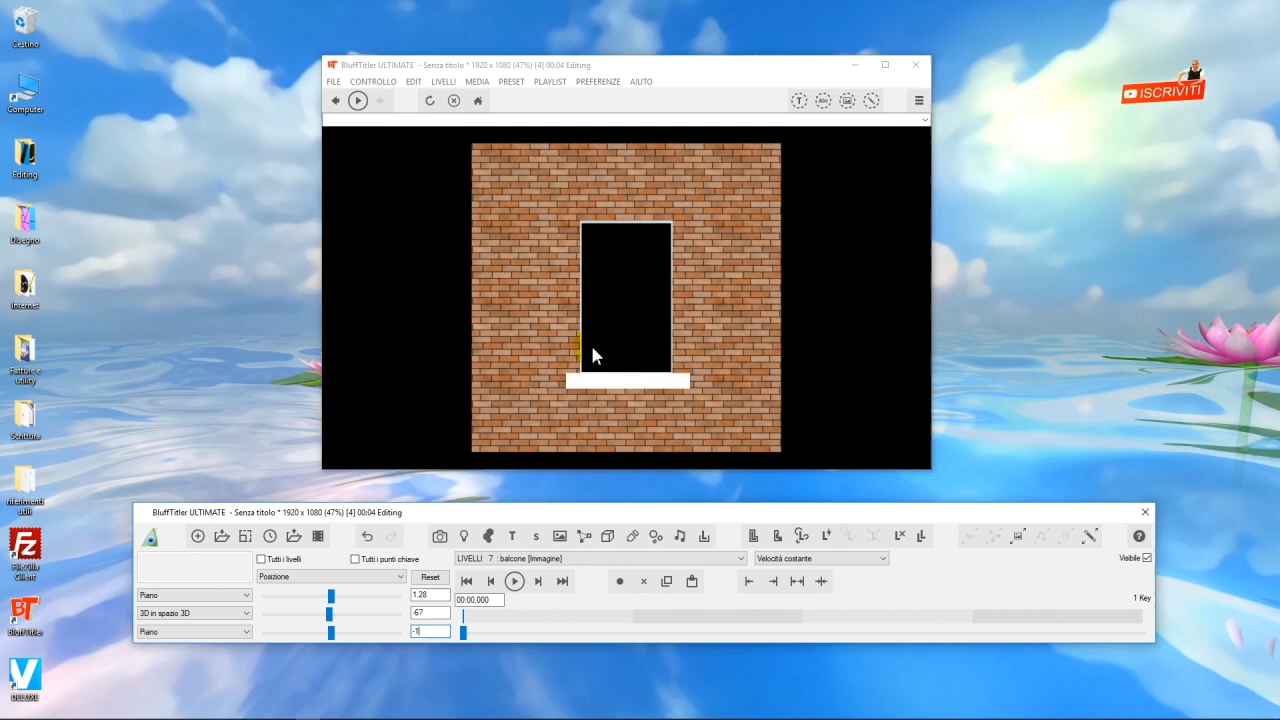 Cestino
Computer
Editing
Disegno
Internet
Fatture e
utility
Scrittura
riferimenti
utili
FileZilla
Client
BluffTitler
DELUXE
ISCRIVITI
BluffTitler ULTIMATE - Senza titolo * 1920 x 1080 (47%) [4] 00:04 Editing
FILE CONTROLLO EDIT LIVELLI MEDIA PRESET PLAYLIST PREFERENZE AIUTO
BluffTitler ULTIMATE - Senza titolo * 1920 x 1080 (47%) [4] 00:04 Editing
Tutti i livelli
Tutti i punti chiave
LIVELLI 7 : balcone [Immagine]
Velocità costante
Visibile
Posizione
Reset
Piano
1.28
00:00.000
1 Key
3D in spazio 3D
-67
Piano
-1